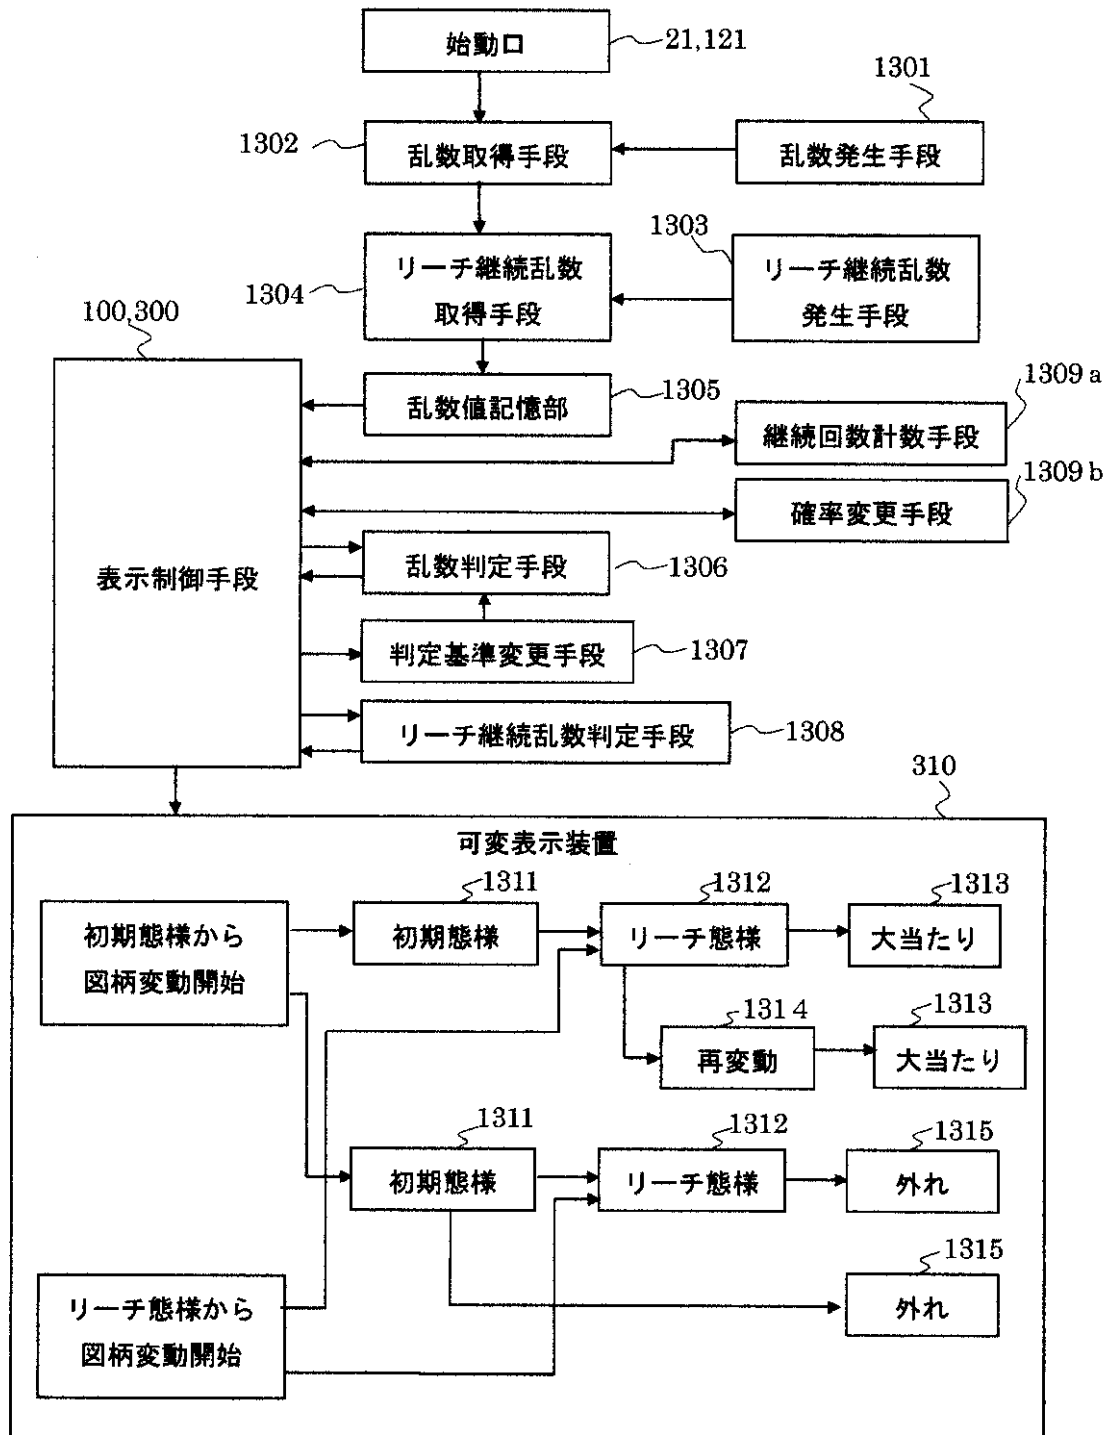 始動口
21,121
1301
1302
乱数取得手段
乱数発生手段
1303
リーチ継続乱数
取得手段
リーチ継続乱数
発生手段
1304
100,300
乱数値記憶部
1305
1309a
継続回数計数手段
1309b
確率変更手段
表示制御手段
乱数判定手段
1306
判定基準変更手段
1307
リーチ継続乱数判定手段
1308
310
可変表示装置
初期態様から
図柄変動開始
1311
初期態様
1312
リーチ態様
1313
大当たり
1314
再変動
1313
大当たり
1311
初期態様
1312
リーチ態様
1315
外れ
1315
外れ
リーチ態様から
図柄変動開始